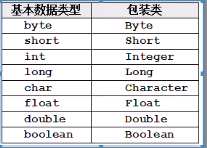 基本数据类型 包装类
byte Byte
short Short
int Integer
long Long
char Character
float Float
double Double
boolean Boolean